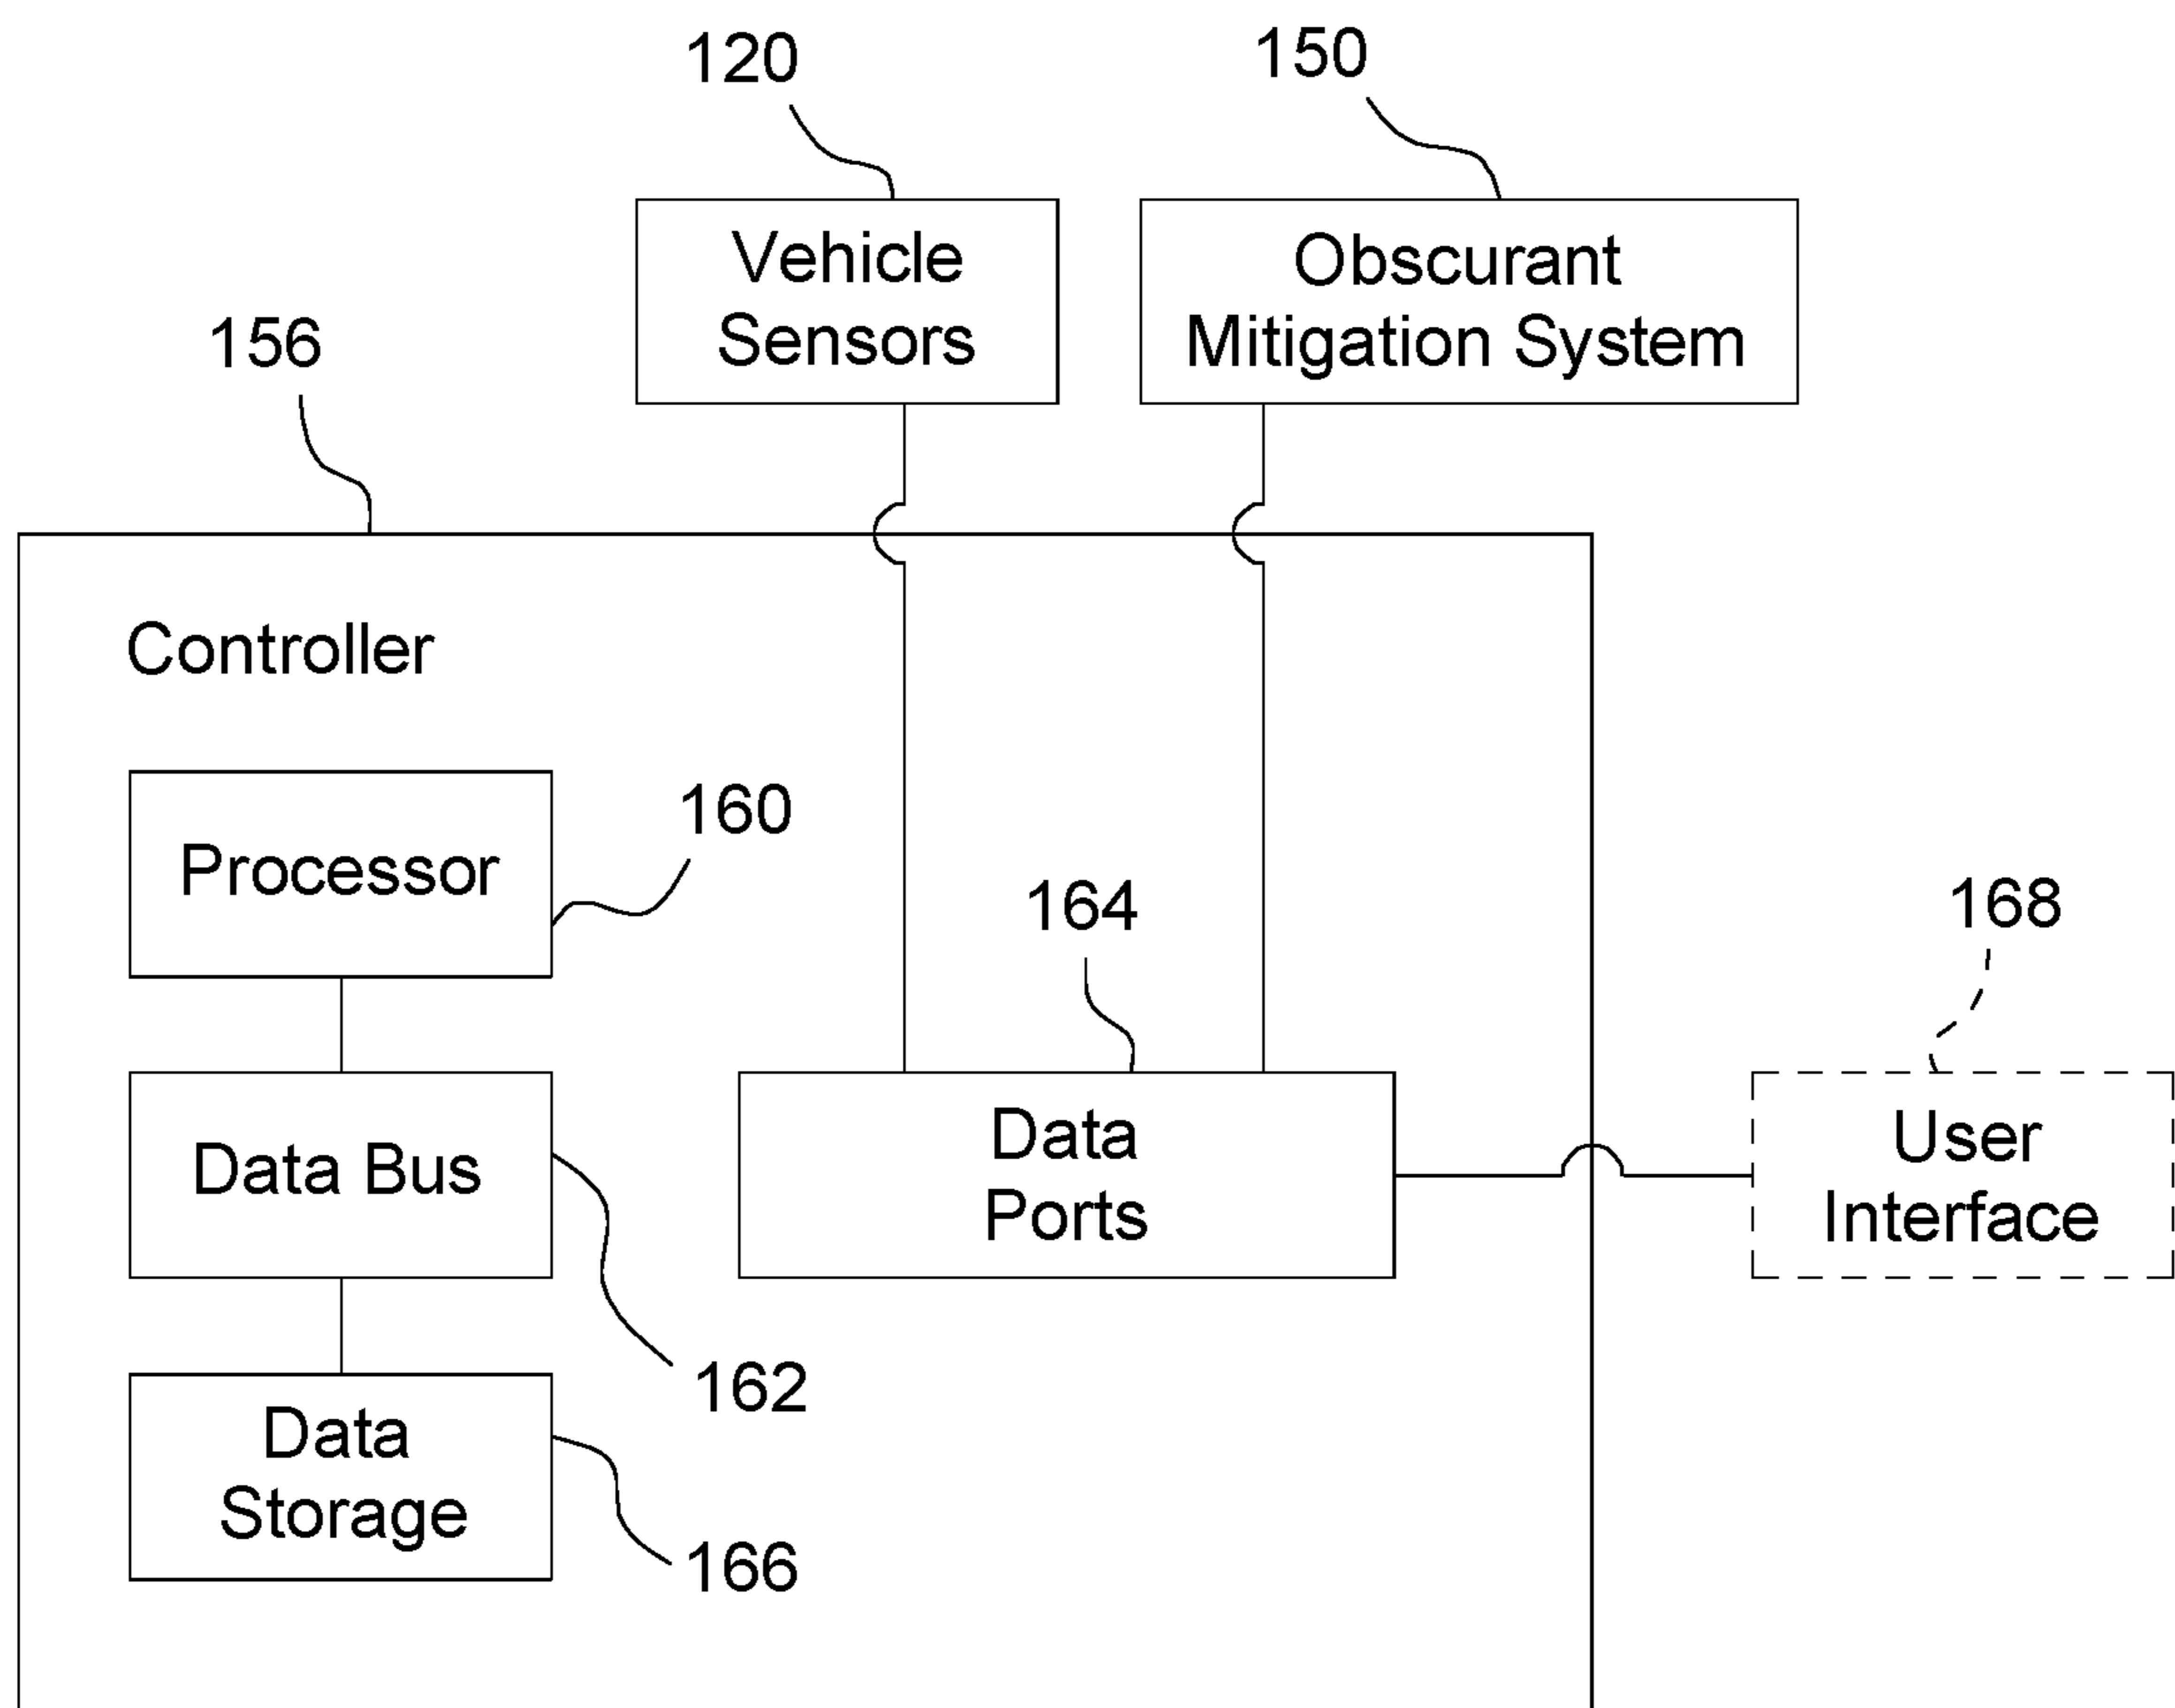 120
150
Vehicle
Sensors
Obscurant
Mitigation System
156
Controller
Processor
160
164
168
Data Bus
Data
Ports
User
Interface
162
Data
Storage
166